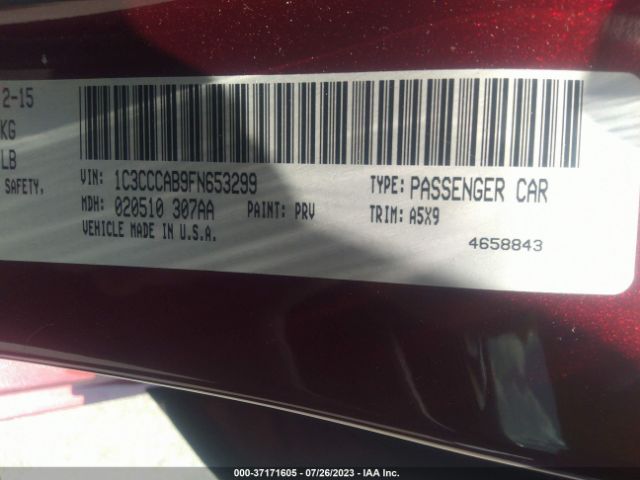 2-15
KG
LB
SAFETY,
VIN: 1C3CCCAB9FN653299 TYPE: PASSENGER CAR
MDH: 020510 307AA PAINT: PRV TRIM: A5X9
VEHICLE MADE IN U.S.A.
4658843
000-37171605 - 07/26/2023 - IAA Inc.